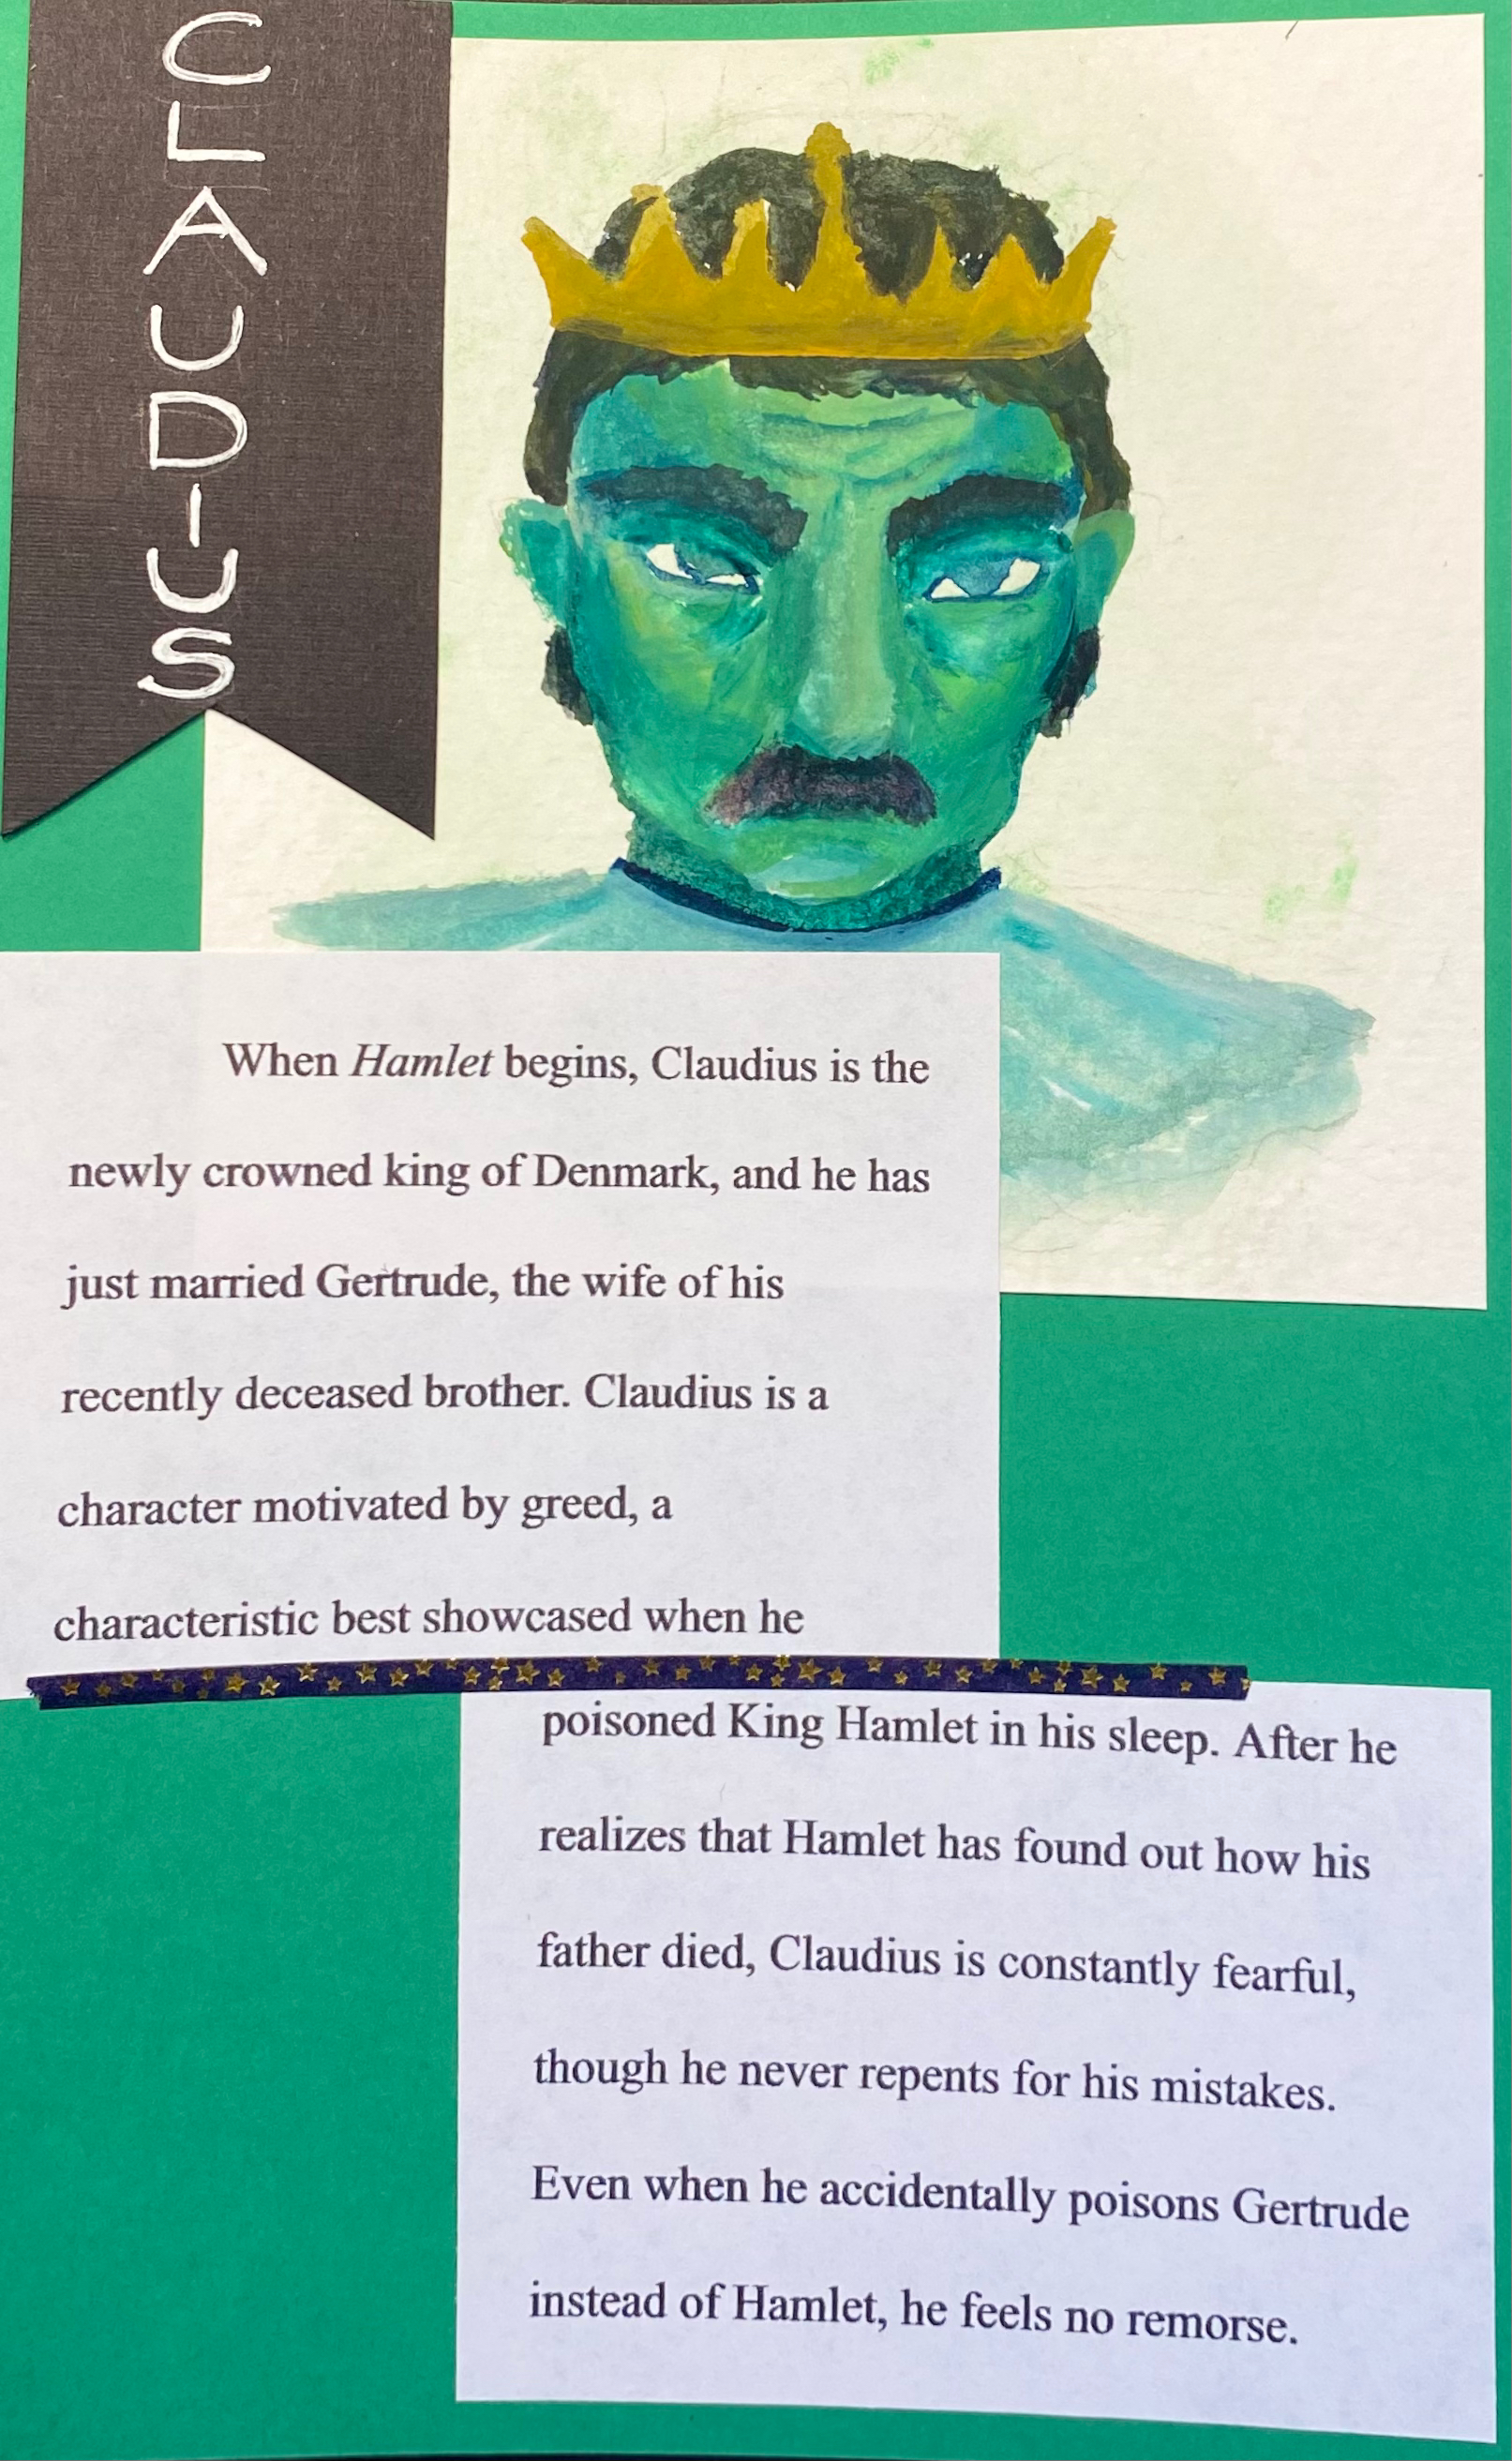 CLAUDIUS
When Hamlet begins, Claudius is the
newly crowned king of Denmark, and he has
just married Gertrude, the wife of his
recently deceased brother. Claudius is a
character motivated by greed, a
characteristic best showcased when he
poisoned King Hamlet in his sleep. After he
realizes that Hamlet has found out how his
father died, Claudius is constantly fearful,
though he never repents for his mistakes.
Even when he accidentally poisons Gertrude
instead of Hamlet, he feels no remorse.